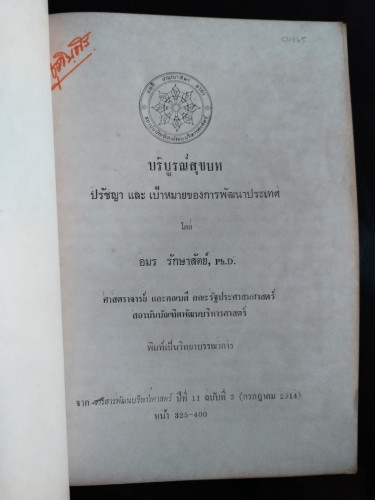 บริบูรณ์สุขบท
ปรัชญา และ เป้าหมายของการพัฒนาประเทศ
โดย
อมร รักษาสัตย์, Ph.D.
ศาสตราจารย์ และคณบดี คณะรัฐประศาสนศาสตร์
สถาบันบัณฑิตพัฒนบริหารศาสตร์
พิมพ์เป็นวิทยาบรรณาการ
จาก วารสารพัฒนบริหารศาสตร์ ปีที่ 11 ฉบับที่ 3 (กรกฎาคม 2514)
หน้า 325-400